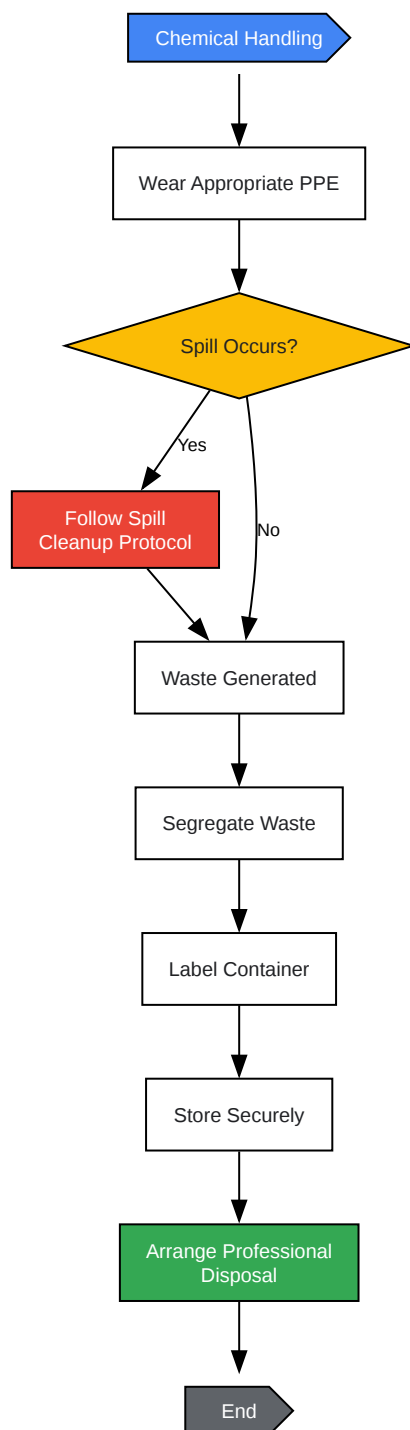 Chemical Handling
Wear Appropriate PPE
Spill Occurs?
Yes
Follow Spill
Cleanup Protocol
No
Waste Generated
Segregate Waste
Label Container
Store Securely
Arrange Professional
Disposal
End